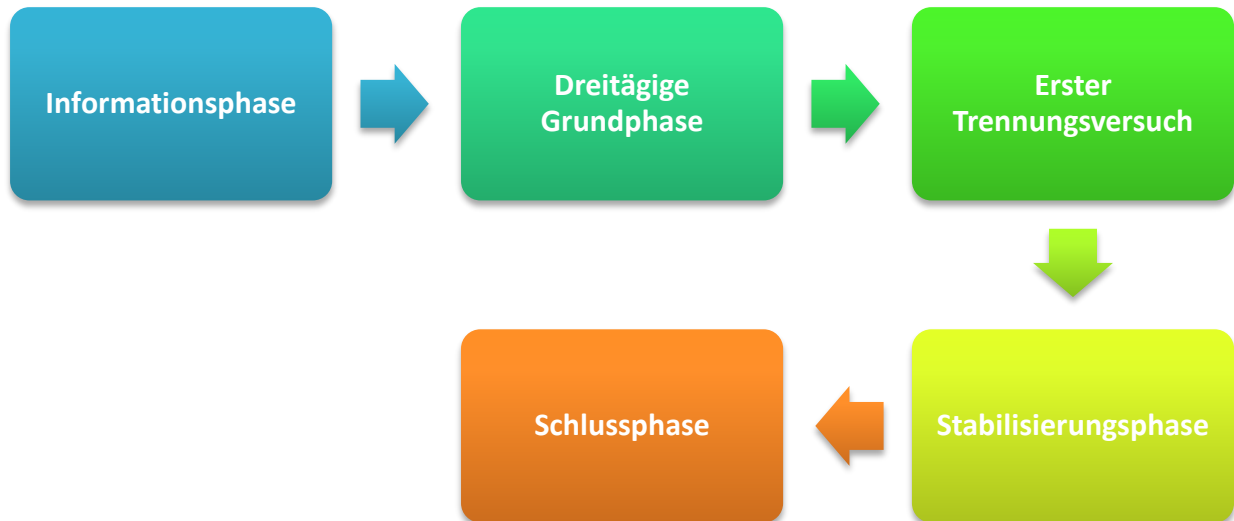 Informationsphase
Dreitägige
Grundphase
Erster
Trennungsversuch
Stabilisierungsphase
Schlussphase